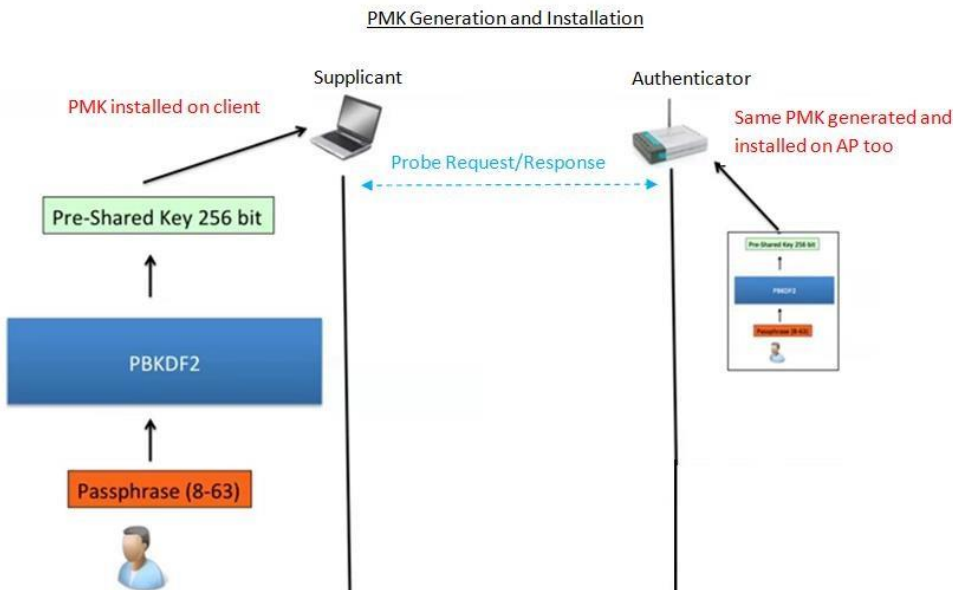 PMK Generation and Installation
Supplicant
Authenticator
PMK installed on client
Same PMK generated and
installed on AP too
Probe Request/Response
Pre-Shared Key 256 bit
PBKDF2
Passphrase (8-63)
Pre-Shared Key 256 bit
PBKDF2
Passphrase (8-63)